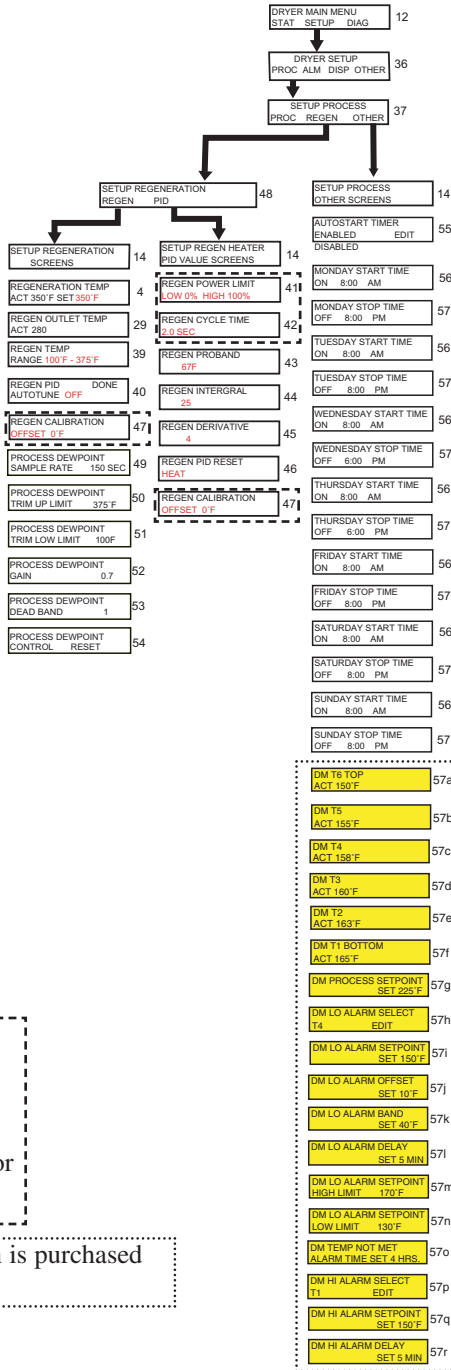 DRYER MAIN MENU
STAT SETUP DIAG
12
DRYER SETUP
PROC ALM DISP OTHER
36
SETUP PROCESS
PROC REGEN OTHER
37
SETUP REGENERATION
REGEN PID
48
SETUP REGENERATION
SCREENS
14
REGENERATION TEMP
ACT 350˚F SET 350˚F
4
REGEN OUTLET TEMP
ACT 280
29
REGEN TEMP
RANGE 100˚F - 375˚F
39
REGEN PID DONE
AUTOTUNE OFF
40
REGEN CALIBRATION
OFFSET 0˚F
47
PROCESS DEWPOINT
SAMPLE RATE 150 SEC
49
PROCESS DEWPOINT
TRIM UP LIMIT 375˚F
50
PROCESS DEWPOINT
TRIM LOW LIMIT 100F
51
PROCESS DEWPOINT
GAIN 0.7
52
PROCESS DEWPOINT
DEAD BAND 1
53
PROCESS DEWPOINT
CONTROL RESET
54
SETUP REGEN HEATER
PID VALUE SCREENS
14
REGEN POWER LIMIT
LOW 0% HIGH 100%
41
REGEN CYCLE TIME
2.0 SEC
42
REGEN PROBAND
67F
43
REGEN INTERGRAL
25
44
REGEN DERIVATIVE
4
45
REGEN PID RESET
HEAT
46
REGEN CALIBRATION
OFFSET 0˚F
47
SETUP PROCESS
OTHER SCREENS
14
AUTOSTART TIMER
ENABLED EDIT
DISABLED
55
MONDAY START TIME
ON 8:00 AM
56
MONDAY STOP TIME
OFF 8:00 PM
57
TUESDAY START TIME
ON 8:00 AM
56
TUESDAY STOP TIME
OFF 8:00 PM
57
WEDNESDAY START TIME
ON 8:00 AM
56
WEDNESDAY STOP TIME
OFF 6:00 PM
57
THURSDAY START TIME
ON 8:00 AM
56
THURSDAY STOP TIME
OFF 6:00 PM
57
FRIDAY START TIME
ON 8:00 AM
56
FRIDAY STOP TIME
OFF 8:00 PM
57
SATURDAY START TIME
ON 8:00 AM
56
SATURDAY STOP TIME
OFF 8:00 PM
57
SUNDAY START TIME
ON 8:00 AM
56
SUNDAY STOP TIME
OFF 8:00 PM
57
DM T6 TOP
ACT 150˚F
57a
DM T5
ACT 155˚F
57b
DM T4
ACT 158˚F
57c
DM T3
ACT 160˚F
57d
DM T2
ACT 163˚F
57e
DM T1 BOTTOM
ACT 165˚F
57f
DM PROCESS SETPOINT
SET 225˚F
57g
DM LO ALARM SELECT
T4 EDIT
57h
DM LO ALARM SETPOINT
SET 150˚F
57i
DM LO ALARM OFFSET
SET 10˚F
57j
DM LO ALARM BAND
SET 40˚F
57k
DM LO ALARM DELAY
SET 5 MIN
57l
DM LO ALARM SETPOINT
HIGH LIMIT 170˚F
57m
DM LO ALARM SETPOINT
LOW LIMIT 130˚F
57n
DM TEMP NOT MET
ALARM TIME SET 4 HRS.
57o
DM HI ALARM SELECT
T1 EDIT
57p
DM HI ALARM SETPOINT
SET 150˚F
57q
DM HI ALARM DELAY
SET 5 MIN
57r
or
is purchased